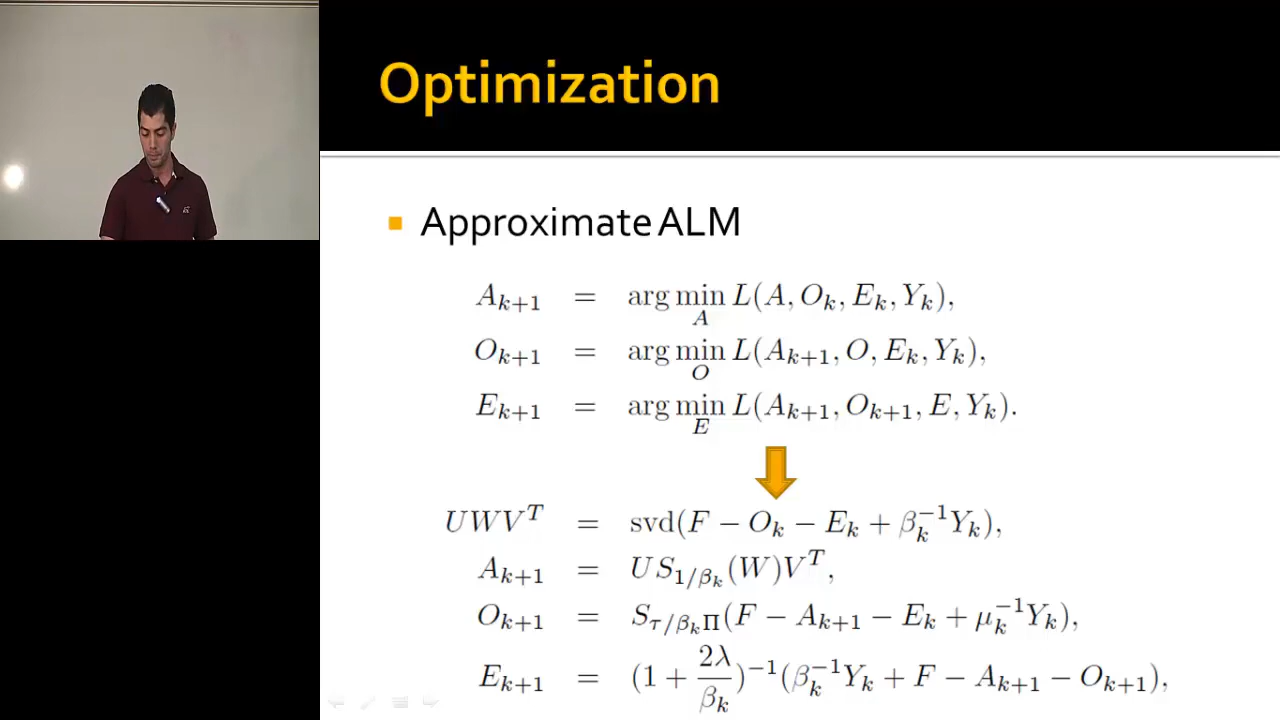 Optimization
Approximate ALM
A_{k+1} = arg min_A L(A, O_k, E_k, Y_k),
O_{k+1} = arg min_O L(A_{k+1}, O, E_k, Y_k),
E_{k+1} = arg min_E L(A_{k+1}, O_{k+1}, E, Y_k).
UWV^T = svd(F − O_k − E_k + β_k^{−1}Y_k),
A_{k+1} = US_{1/β_k}(W)V^T,
O_{k+1} = S_{τ/β_kΠ}(F − A_{k+1} − E_k + μ_k^{−1}Y_k),
E_{k+1} = (1 + 2λ/β_k)^{−1}(β_k^{−1}Y_k + F − A_{k+1} − O_{k+1}),